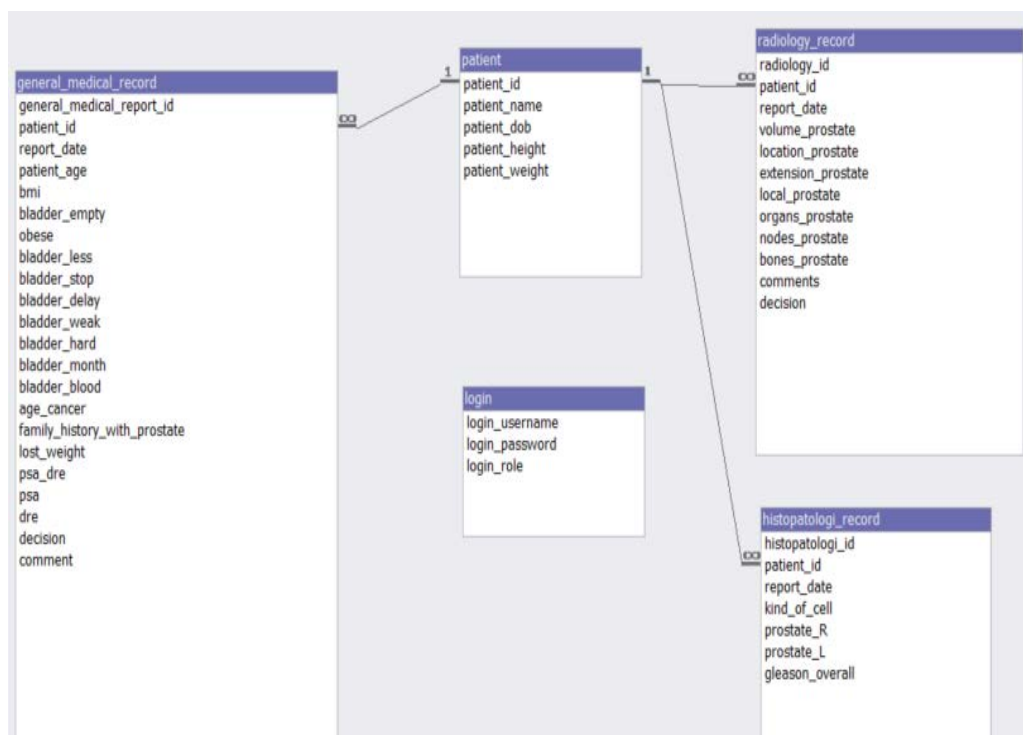 general_medical_record
general_medical_report_id
patient_id
report_date
patient_age
bmi
bladder_empty
obese
bladder_less
bladder_stop
bladder_delay
bladder_weak
bladder_hard
bladder_month
bladder_blood
age_cancer
family_history_with_prostate
lost_weight
psa_dre
psa
dre
decision
comment
∞
1
patient
patient_id
patient_name
patient_dob
patient_height
patient_weight
1
∞
radiology_record
radiology_id
patient_id
report_date
volume_prostate
location_prostate
extension_prostate
local_prostate
organs_prostate
nodes_prostate
bones_prostate
comments
decision
login
login_username
login_password
login_role
∞
histopatologi_record
histopatologi_id
patient_id
report_date
kind_of_cell
prostate_R
prostate_L
gleason_overall